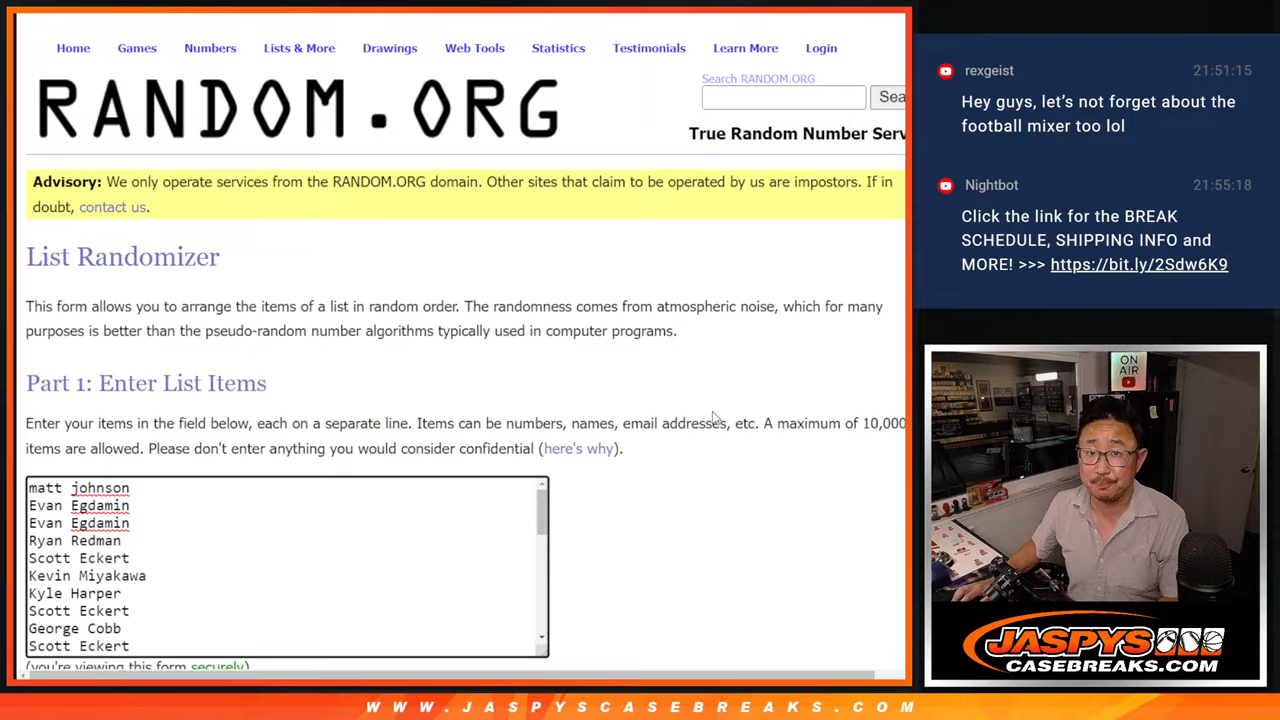 Home Games Numbers Lists & More Drawings Web Tools Statistics Testimonials Learn More Login
RANDOM.ORG
Search RANDOM.ORG
Sea
True Random Number Serv
Advisory: We only operate services from the RANDOM.ORG domain. Other sites that claim to be operated by us are impostors. If in
doubt, contact us.
List Randomizer
This form allows you to arrange the items of a list in random order. The randomness comes from atmospheric noise, which for many
purposes is better than the pseudo-random number algorithms typically used in computer programs.
Part 1: Enter List Items
Enter your items in the field below, each on a separate line. Items can be numbers, names, email addresses, etc. A maximum of 10,000
items are allowed. Please don't enter anything you would consider confidential (here's why).
matt johnson
Evan Egdamin
Evan Egdamin
Ryan Redman
Scott Eckert
Kevin Miyakawa
Kyle Harper
Scott Eckert
George Cobb
Scott Eckert
(you're viewing this form securely)
rexgeist 21:51:15
Hey guys, let's not forget about the
football mixer too lol
Nightbot 21:55:18
Click the link for the BREAK
SCHEDULE, SHIPPING INFO and
MORE! >>> https://bit.ly/2Sdw6K9
ON
AIR
JASPYS
CASEBREAKS.COM
WWW.JASPYSCASEBREAKS.COM